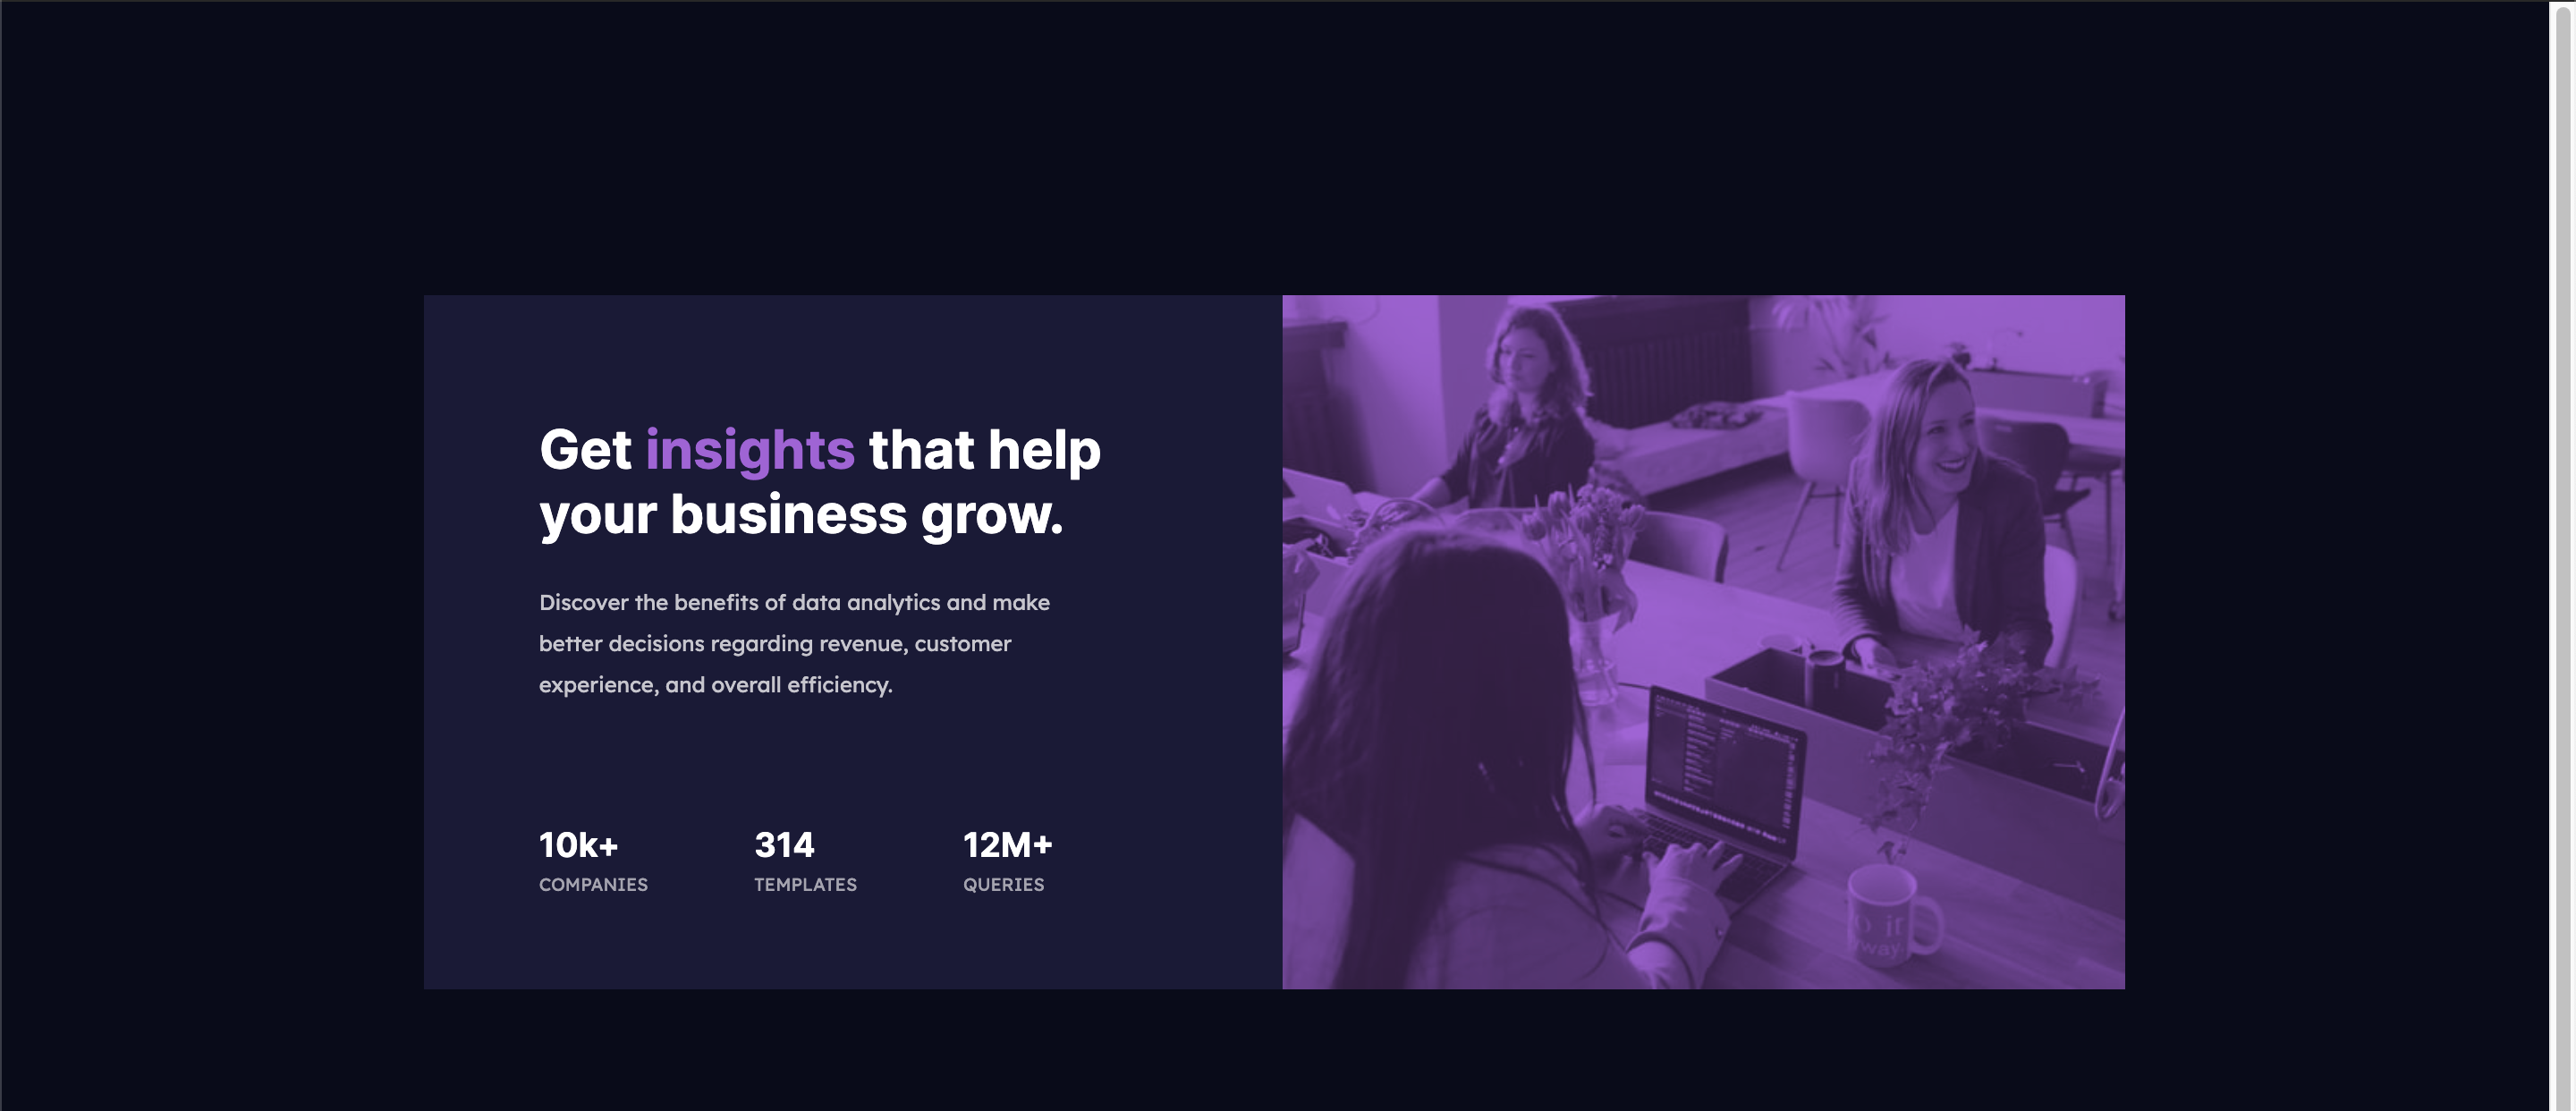 Get insights that help
your business grow.
Discover the benefits of data analytics and make
better decisions regarding revenue, customer
experience, and overall efficiency.
10k+ 314 12M+
COMPANIES TEMPLATES QUERIES